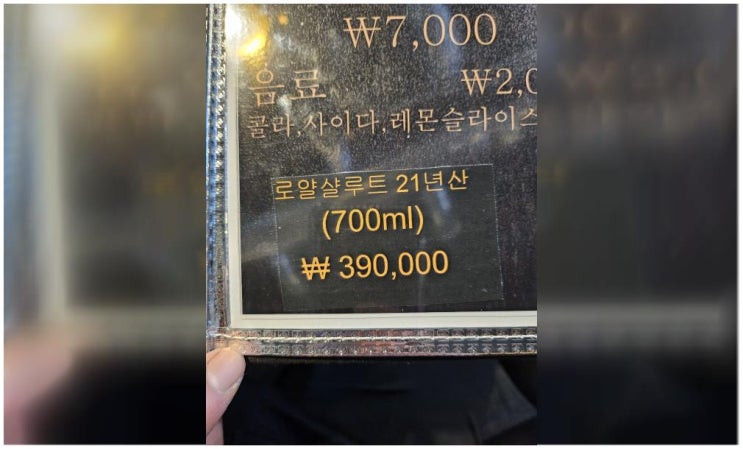 ₩7,000
음료
콜라,사이다,레몬슬라이스
로얄샬루트 21년산
(700ml)
₩ 390,000